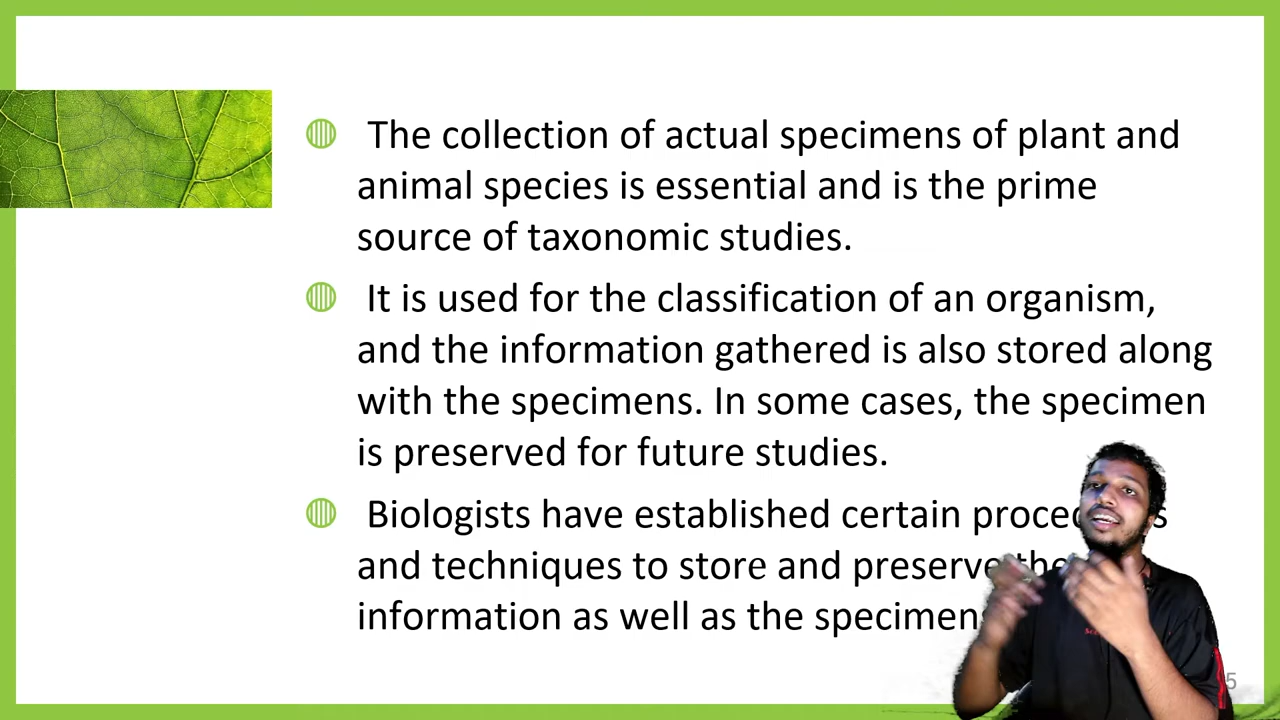 The collection of actual specimens of plant and
animal species is essential and is the prime
source of taxonomic studies.
It is used for the classification of an organism,
and the information gathered is also stored along
with the specimens. In some cases, the specimen
is preserved for future studies.
Biologists have established certain
and techniques to store and preserve
information as well as the
5